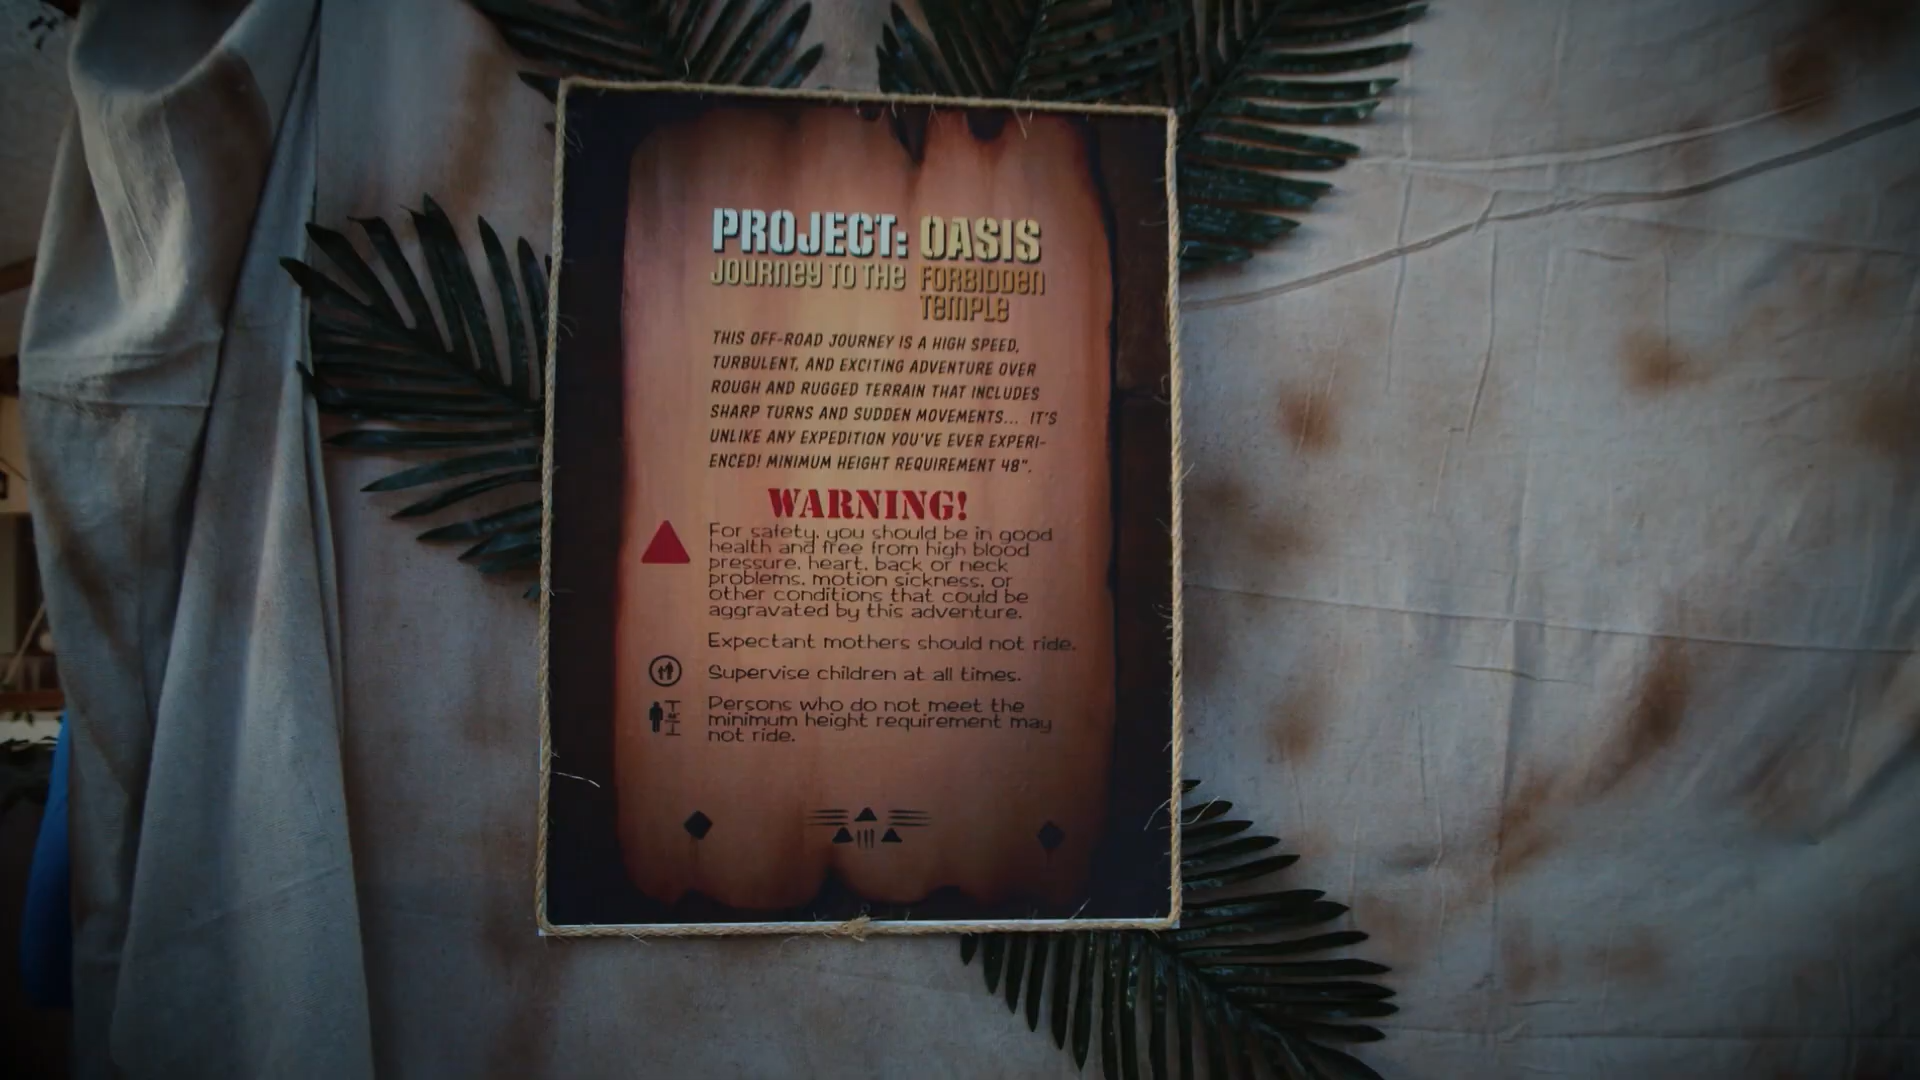 PROJECT: OASIS
JOURNEY TO THE FORBIDDEN
TEMPLE
THIS OFF-ROAD JOURNEY IS A HIGH SPEED,
TURBULENT, AND EXCITING ADVENTURE OVER
ROUGH AND RUGGED TERRAIN THAT INCLUDES
SHARP TURNS AND SUDDEN MOVEMENTS... IT'S
UNLIKE ANY EXPEDITION YOU'VE EVER EXPERI-
ENCED! MINIMUM HEIGHT REQUIREMENT 48".
WARNING!
For safety, you should be in good
health and free from high blood
pressure, heart, back or neck
problems, motion sickness, or
other conditions that could be
aggravated by this adventure.
Expectant mothers should not ride.
Supervise children at all times.
Persons who do not meet the
minimum height requirement may
not ride.